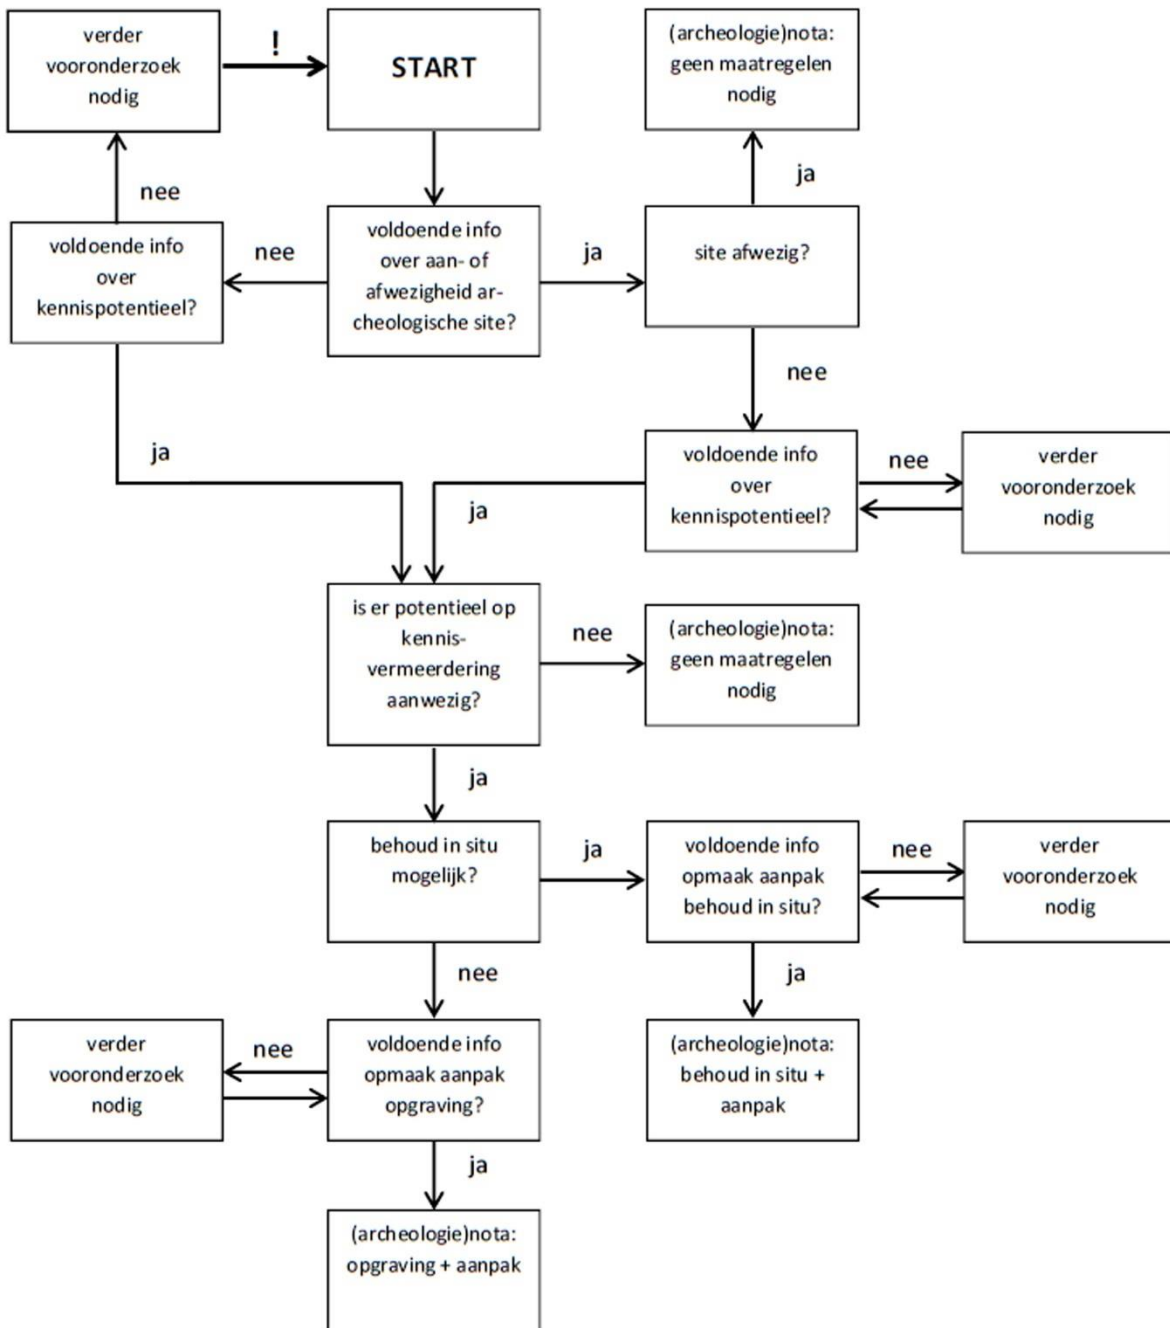 verder
vooronderzoek
nodig
!
START
(archeologie)nota:
geen maatregelen
nodig
nee
ja
voldoende info
over
kennispotentieel?
nee
voldoende info
over aan- of
afwezigheid ar-
cheologische site?
ja
site afwezig?
nee
ja
voldoende info
over
kennispotentieel?
nee
verder
vooronderzoek
nodig
ja
is er potentieel op
kennis-
vermeerdering
aanwezig?
nee
(archeologie)nota:
geen maatregelen
nodig
ja
behoud in situ
mogelijk?
ja
voldoende info
opmaak aanpak
behoud in situ?
nee
verder
vooronderzoek
nodig
nee
ja
verder
vooronderzoek
nodig
nee
voldoende info
opmaak aanpak
opgraving?
(archeologie)nota:
behoud in situ +
aanpak
ja
(archeologie)nota:
opgraving + aanpak